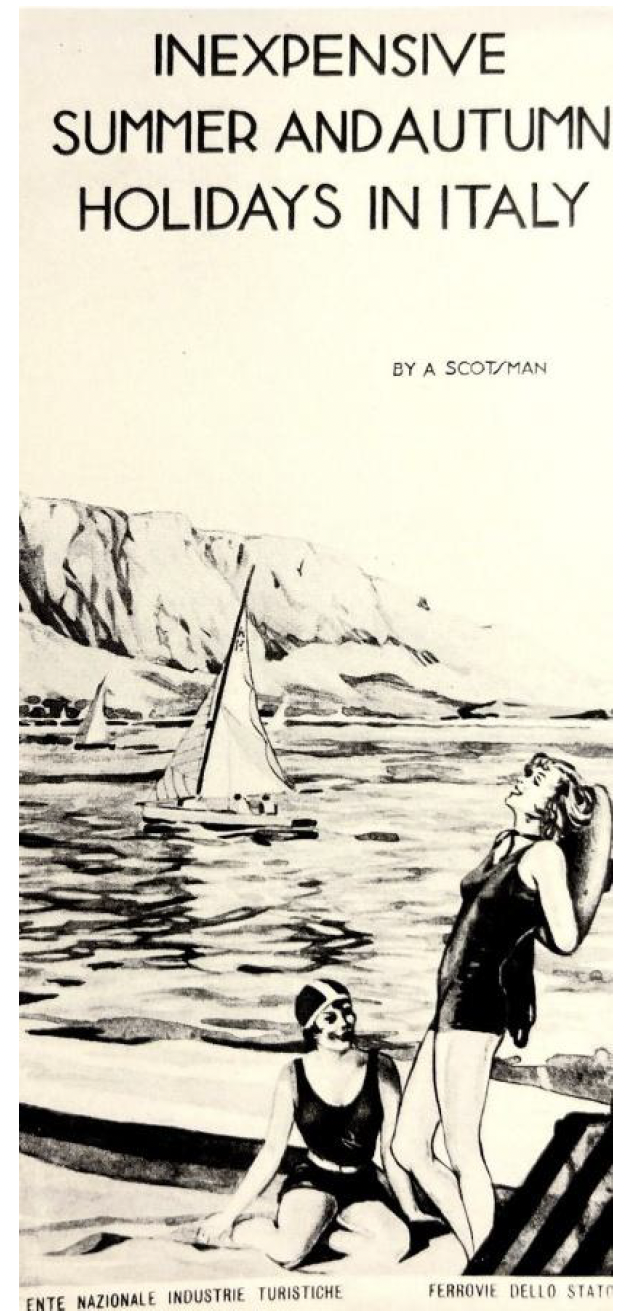 INEXPENSIVE
SUMMER AND AUTUMN
HOLIDAYS IN ITALY
BY A SCOTSMAN
ENTE NAZIONALE INDUSTRIE TURISTICHE FERROVIE DELLO STATO